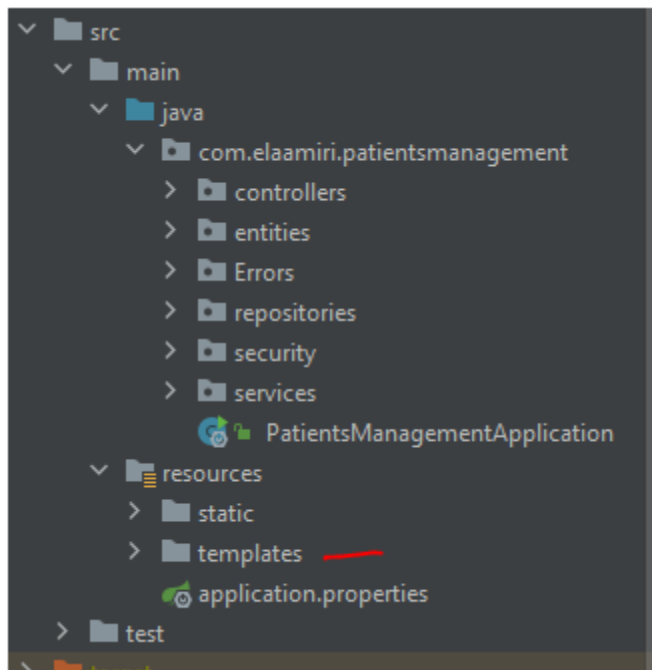 src
main
java
com.elaamiri.patientsmanagement
controllers
entities
Errors
repositories
security
services
PatientsManagementApplication
resources
static
templates
application.properties
test